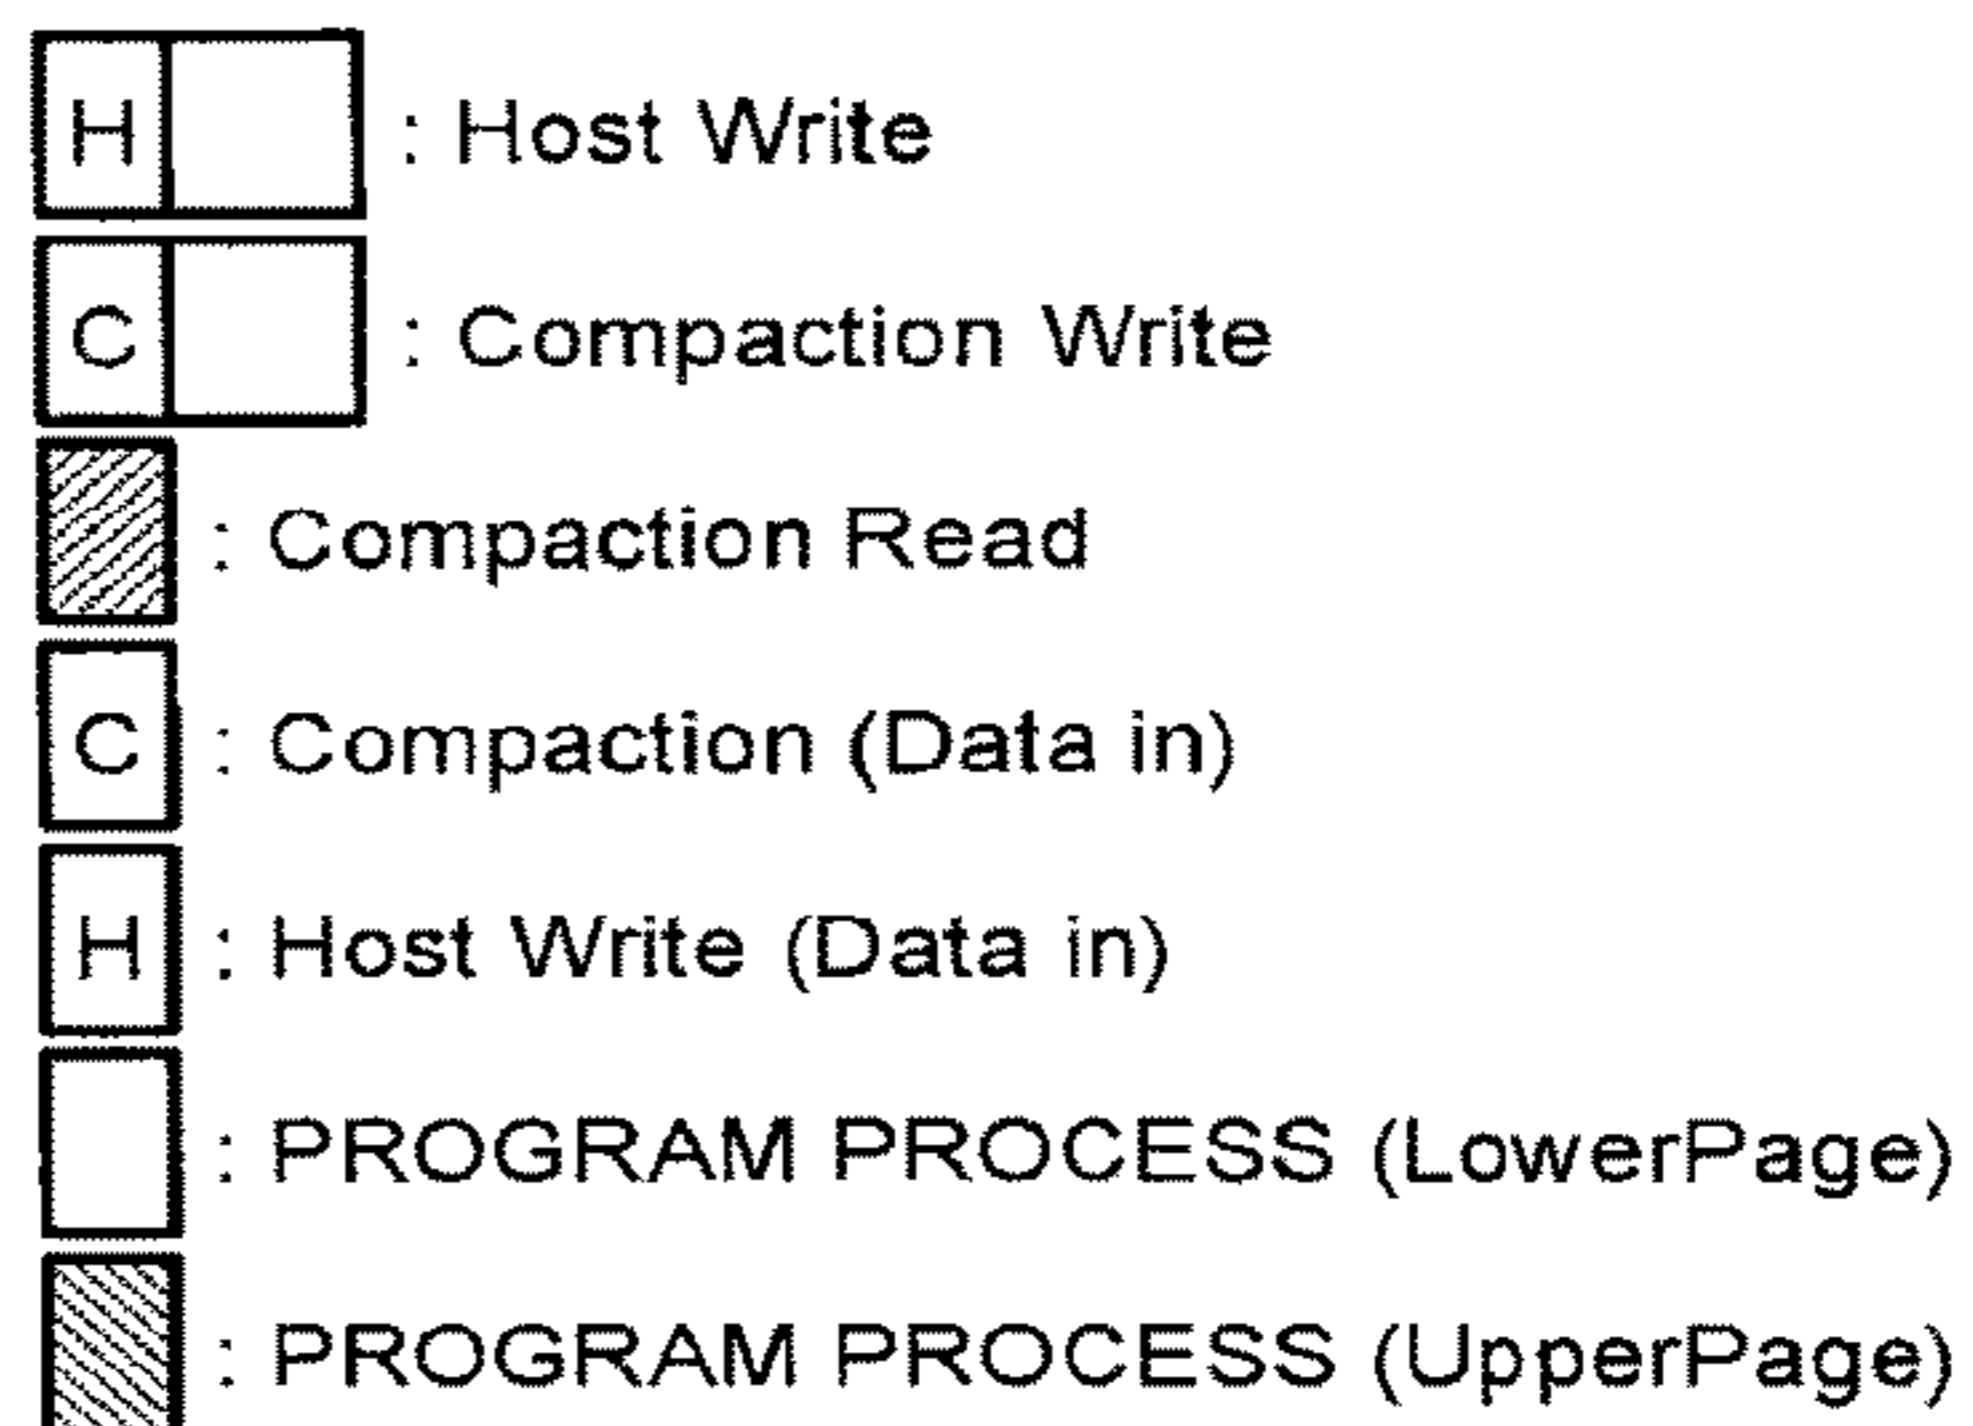 H : Host Write
C : Compaction Write
: Compaction Read
C : Compaction (Data in)
H : Host Write (Data in)
: PROGRAM PROCESS (LowerPage)
: PROGRAM PROCESS (UpperPage)